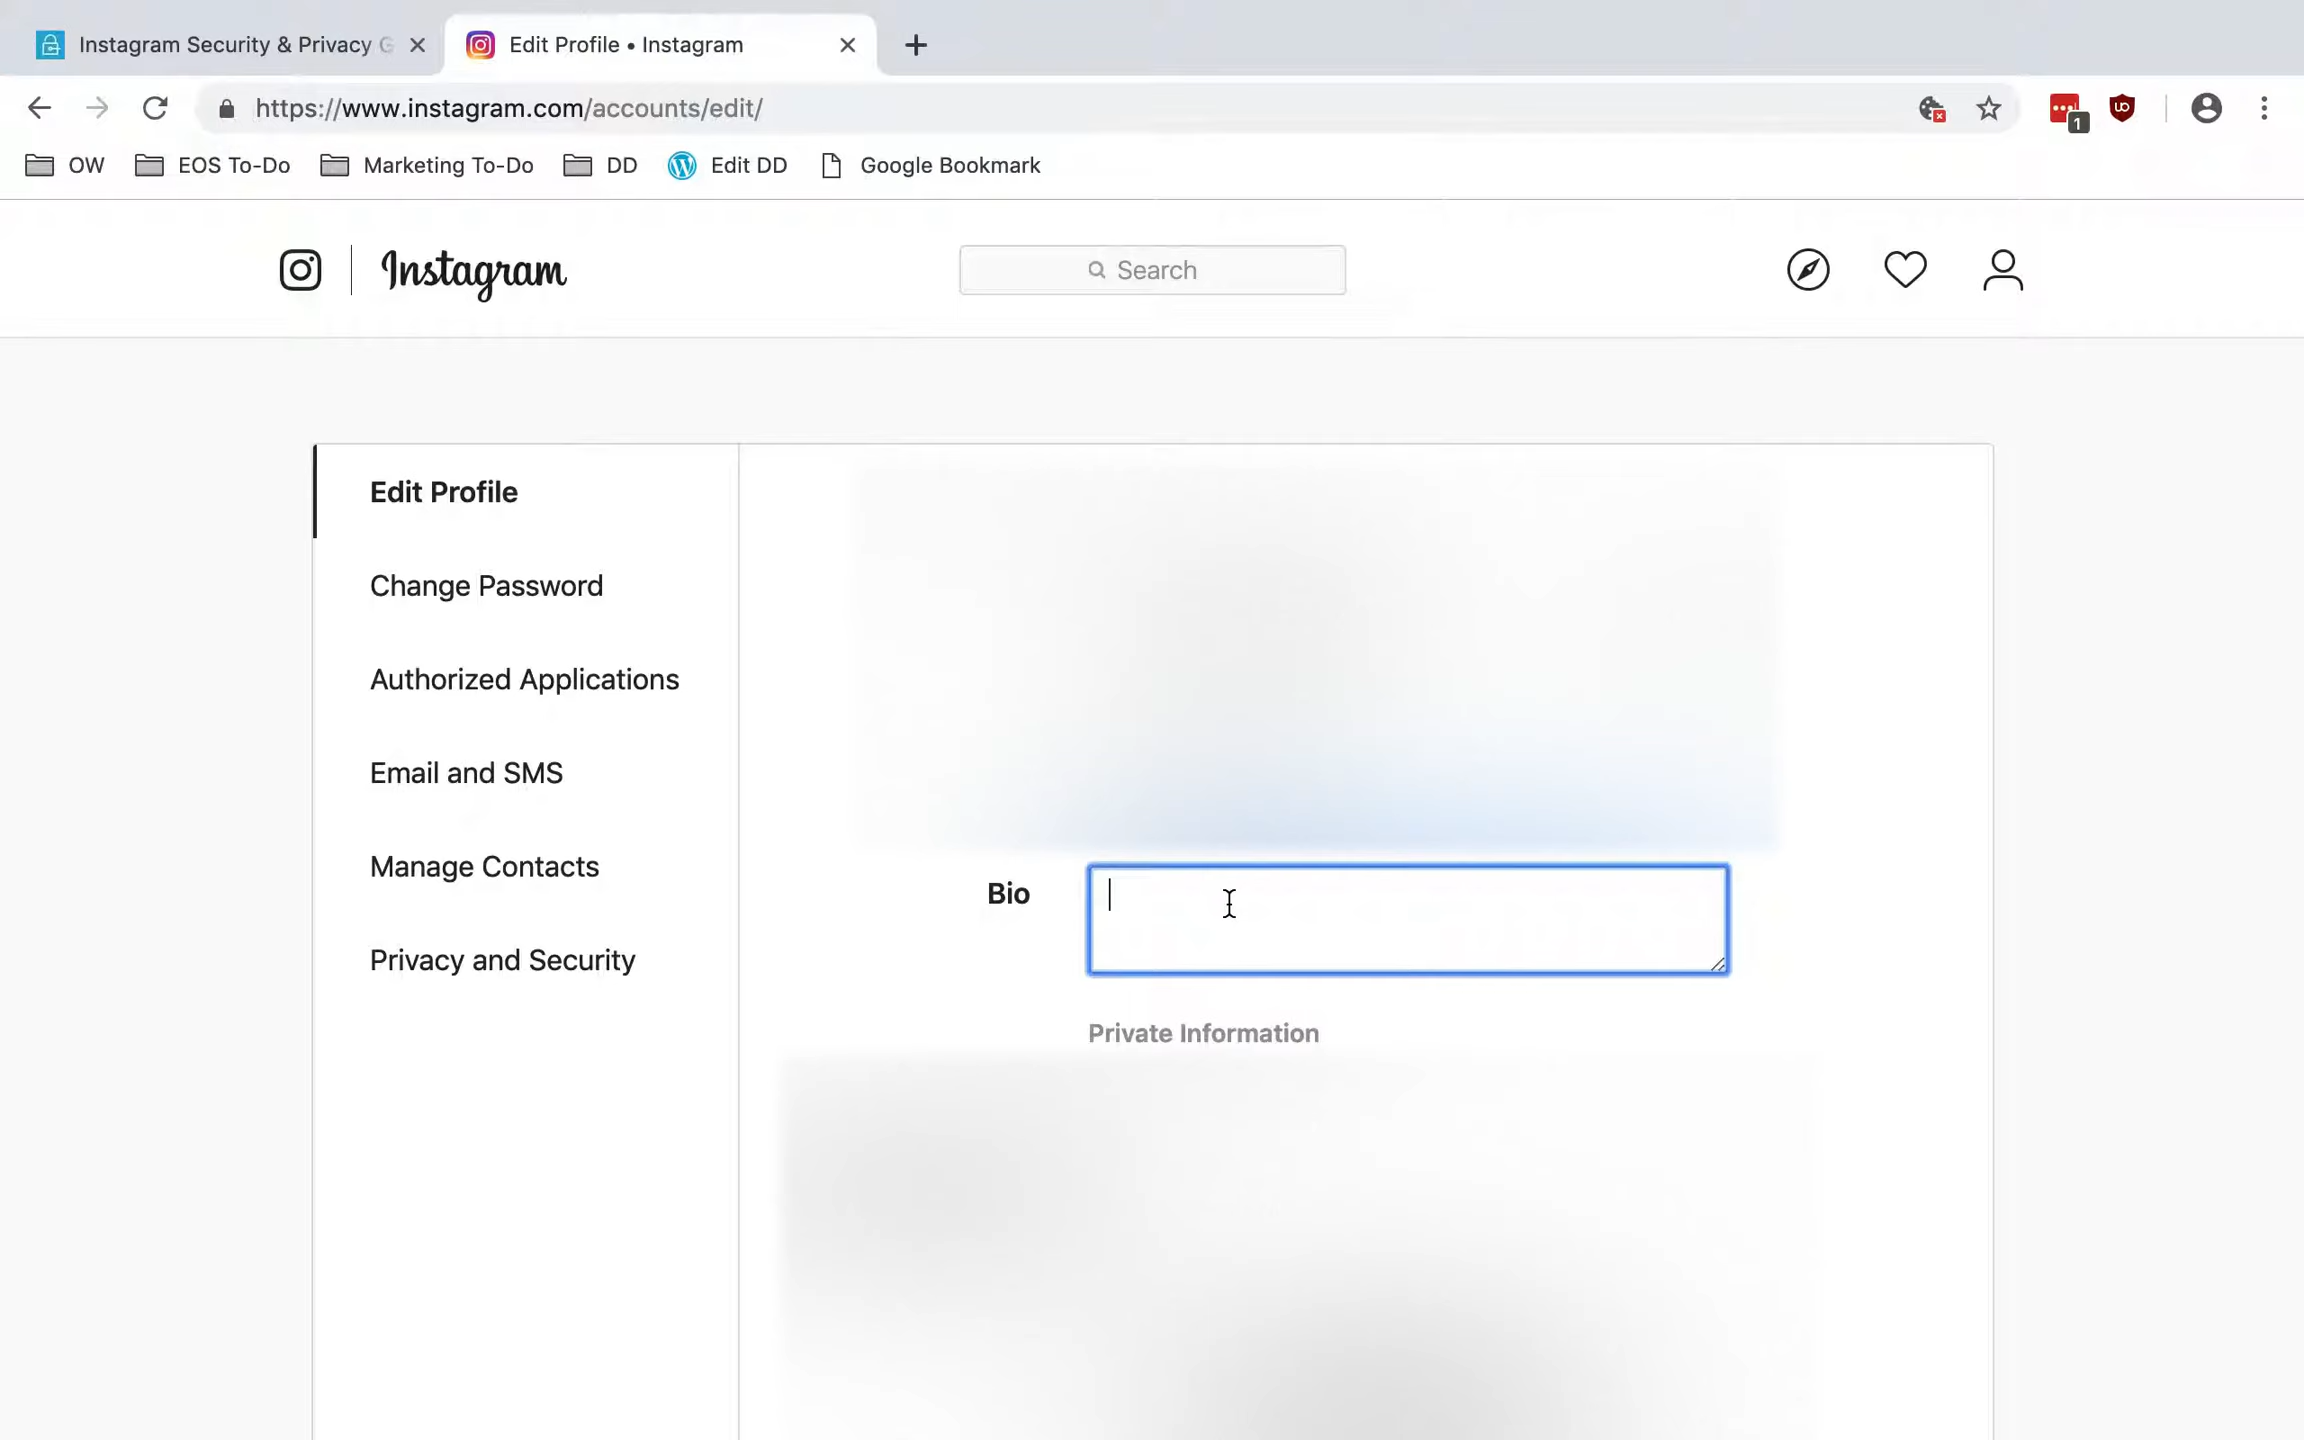 Instagram Security & Privacy G
Edit Profile • Instagram
https://www.instagram.com/accounts/edit/
1
OW
EOS To-Do
Marketing To-Do
DD
Edit DD
Google Bookmark
Instagram
Search
Edit Profile
Change Password
Authorized Applications
Email and SMS
Manage Contacts
Privacy and Security
Bio
Private Information